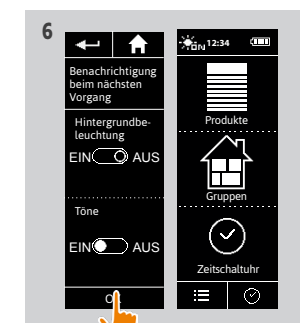 6
Benachrichtigung
beim nächsten
Vorgang
Hintergrundbe-
leuchtung
EIN AUS
Töne
EIN AUS
12:34
Produkte
Gruppen
Zeitschaltuhr